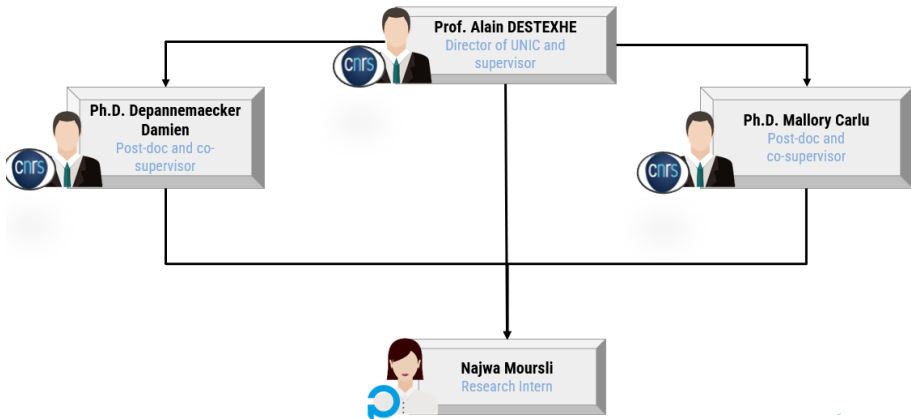 Prof. Alain DESTEXHE
Director of UNIC and
supervisor
cnrs
Ph.D. Depannemaecker
Damien
Post-doc and co-
supervisor
cnrs
Ph.D. Mallory Carlu
Post-doc and
co-supervisor
cnrs
Najwa Moursli
Research Intern